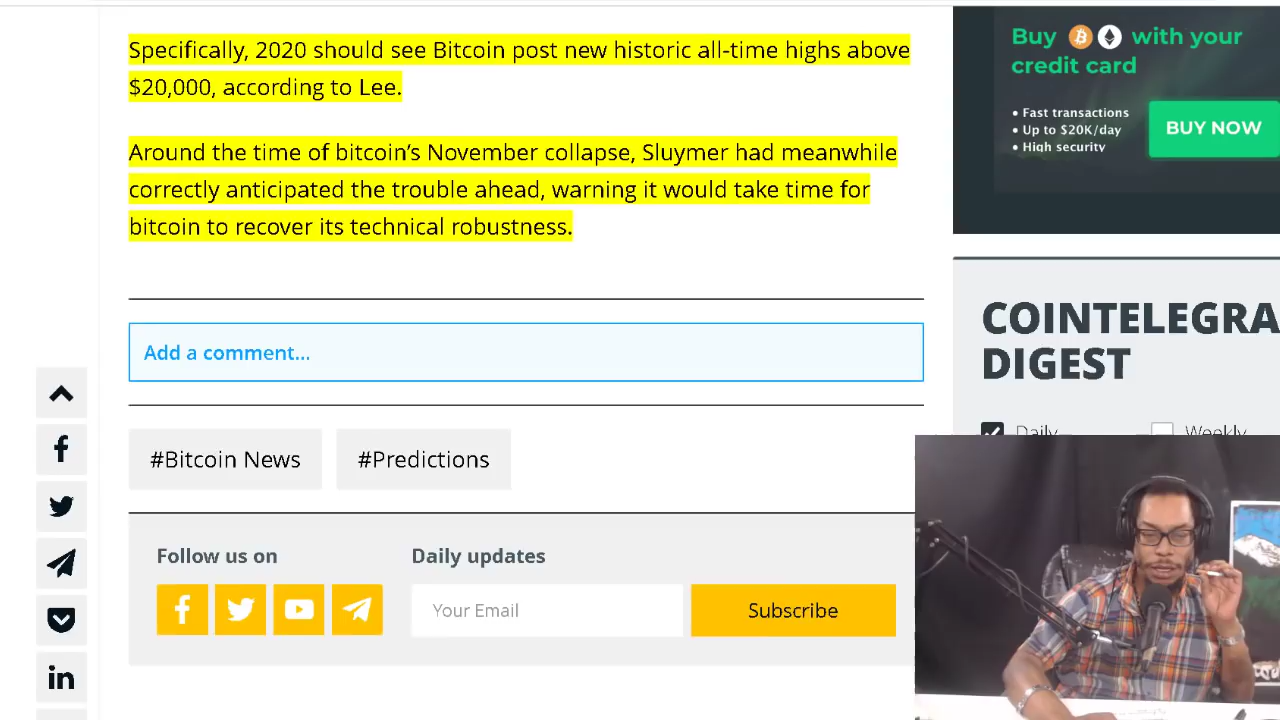 Specifically, 2020 should see Bitcoin post new historic all-time highs above
$20,000, according to Lee.
Around the time of bitcoin’s November collapse, Sluymer had meanwhile
correctly anticipated the trouble ahead, warning it would take time for
bitcoin to recover its technical robustness.
Add a comment...
#Bitcoin News
#Predictions
Follow us on
Daily updates
Your Email
Subscribe
Buy with your
credit card
• Fast transactions
• Up to $20K/day
• High security
BUY NOW
COINTELEGRA
DIGEST
Daily
Weekly